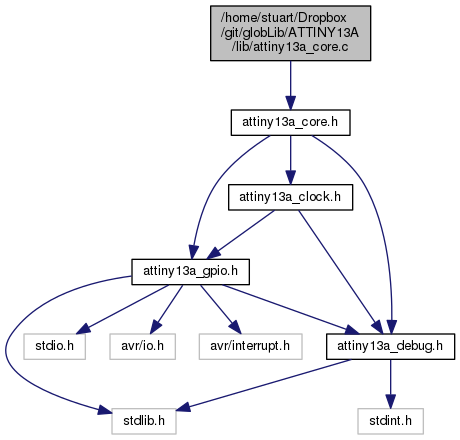 /home/stuart/Dropbox
/git/globLib/ATTINY13A
/lib/attiny13a_core.c
attiny13a_core.h
attiny13a_clock.h
attiny13a_gpio.h
stdio.h
avr/io.h
avr/interrupt.h
attiny13a_debug.h
stdlib.h
stdint.h